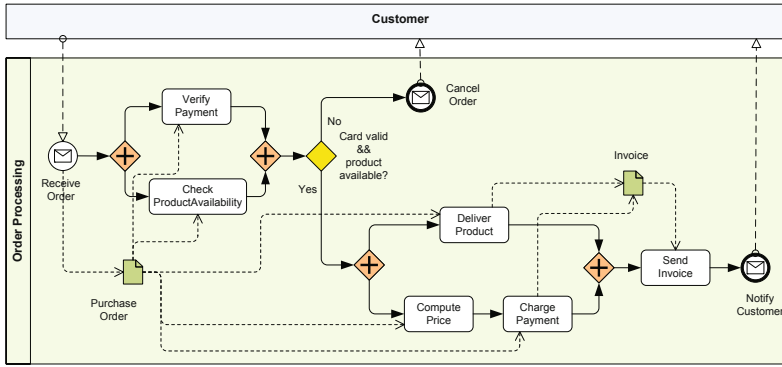 Customer
Order Processing
Verify
Payment
Cancel
Order
No
Card valid
&&
product
available?
Yes
Receive
Order
Check
ProductAvailability
Invoice
Deliver
Product
Purchase
Order
Compute
Price
Charge
Payment
Send
Invoice
Notify
Customer